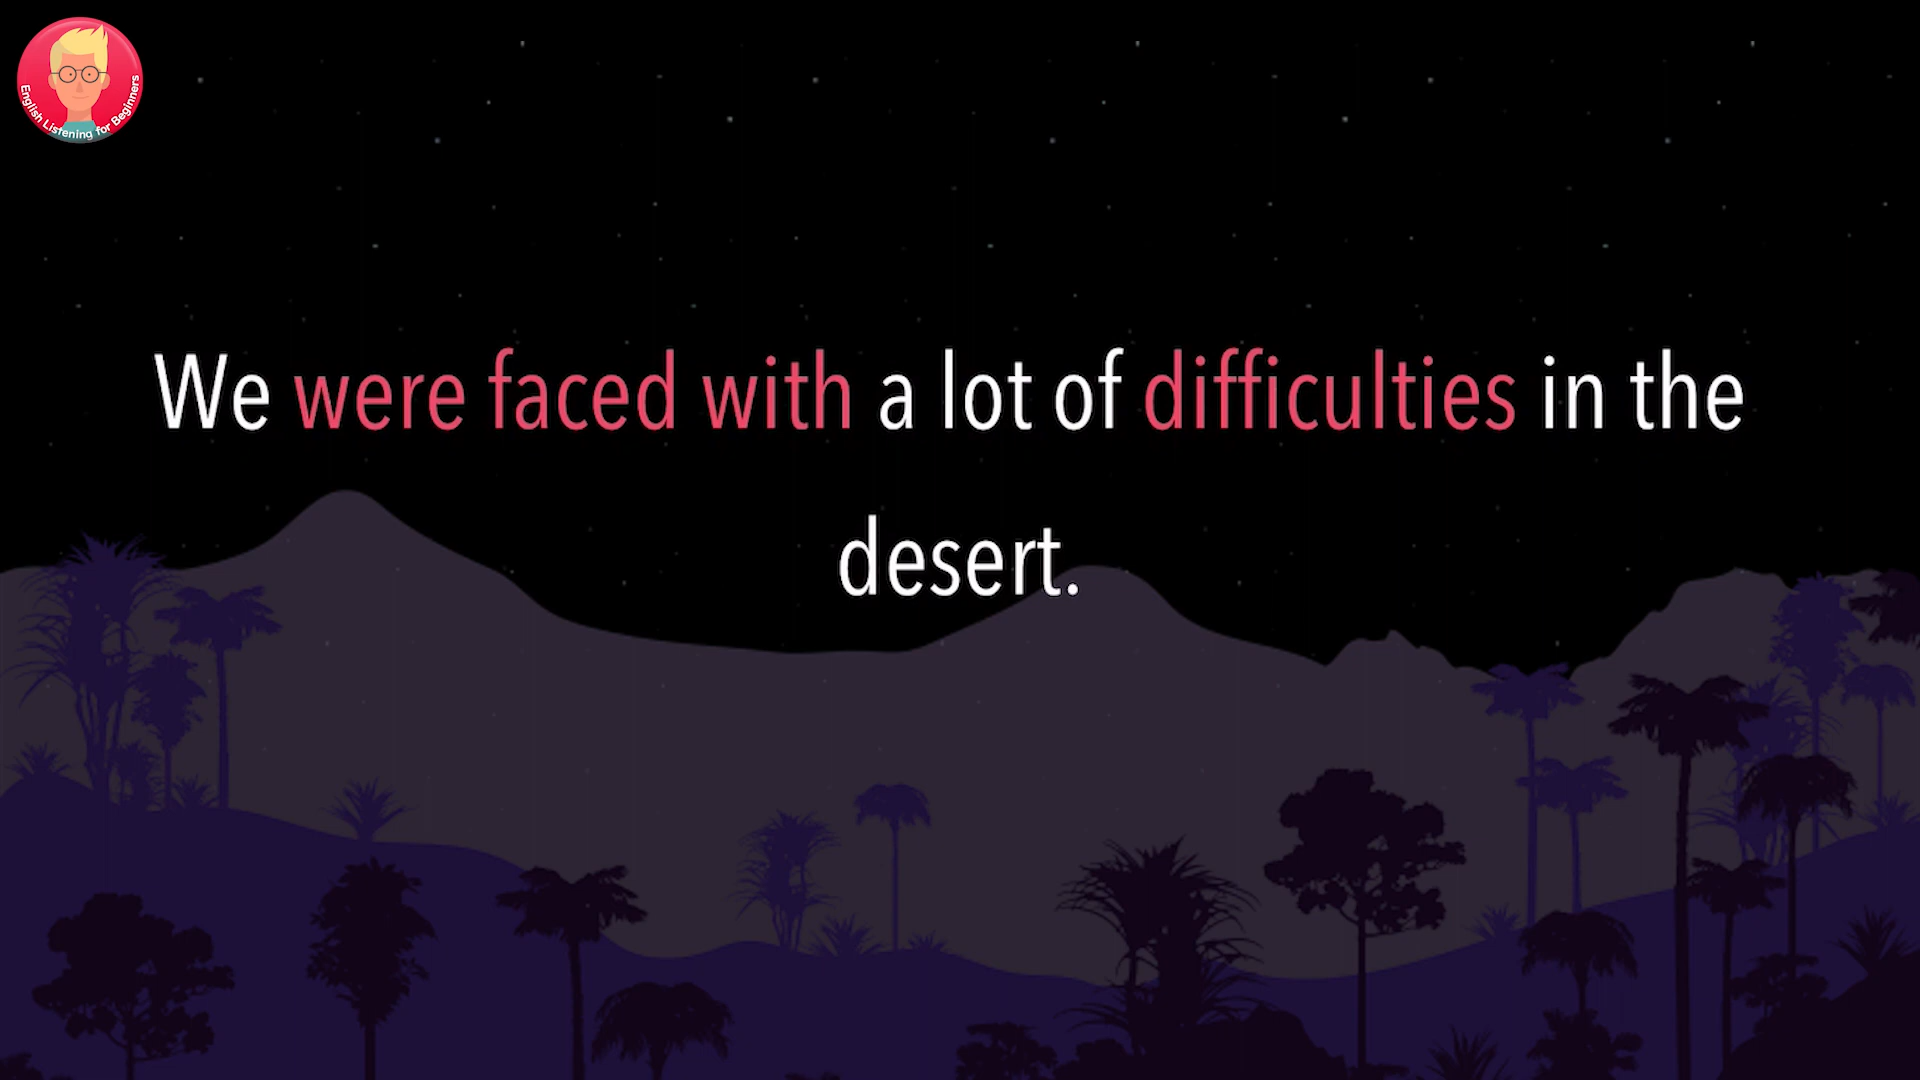 English Listening for Beginners
We were faced with a lot of difficulties in the
desert.